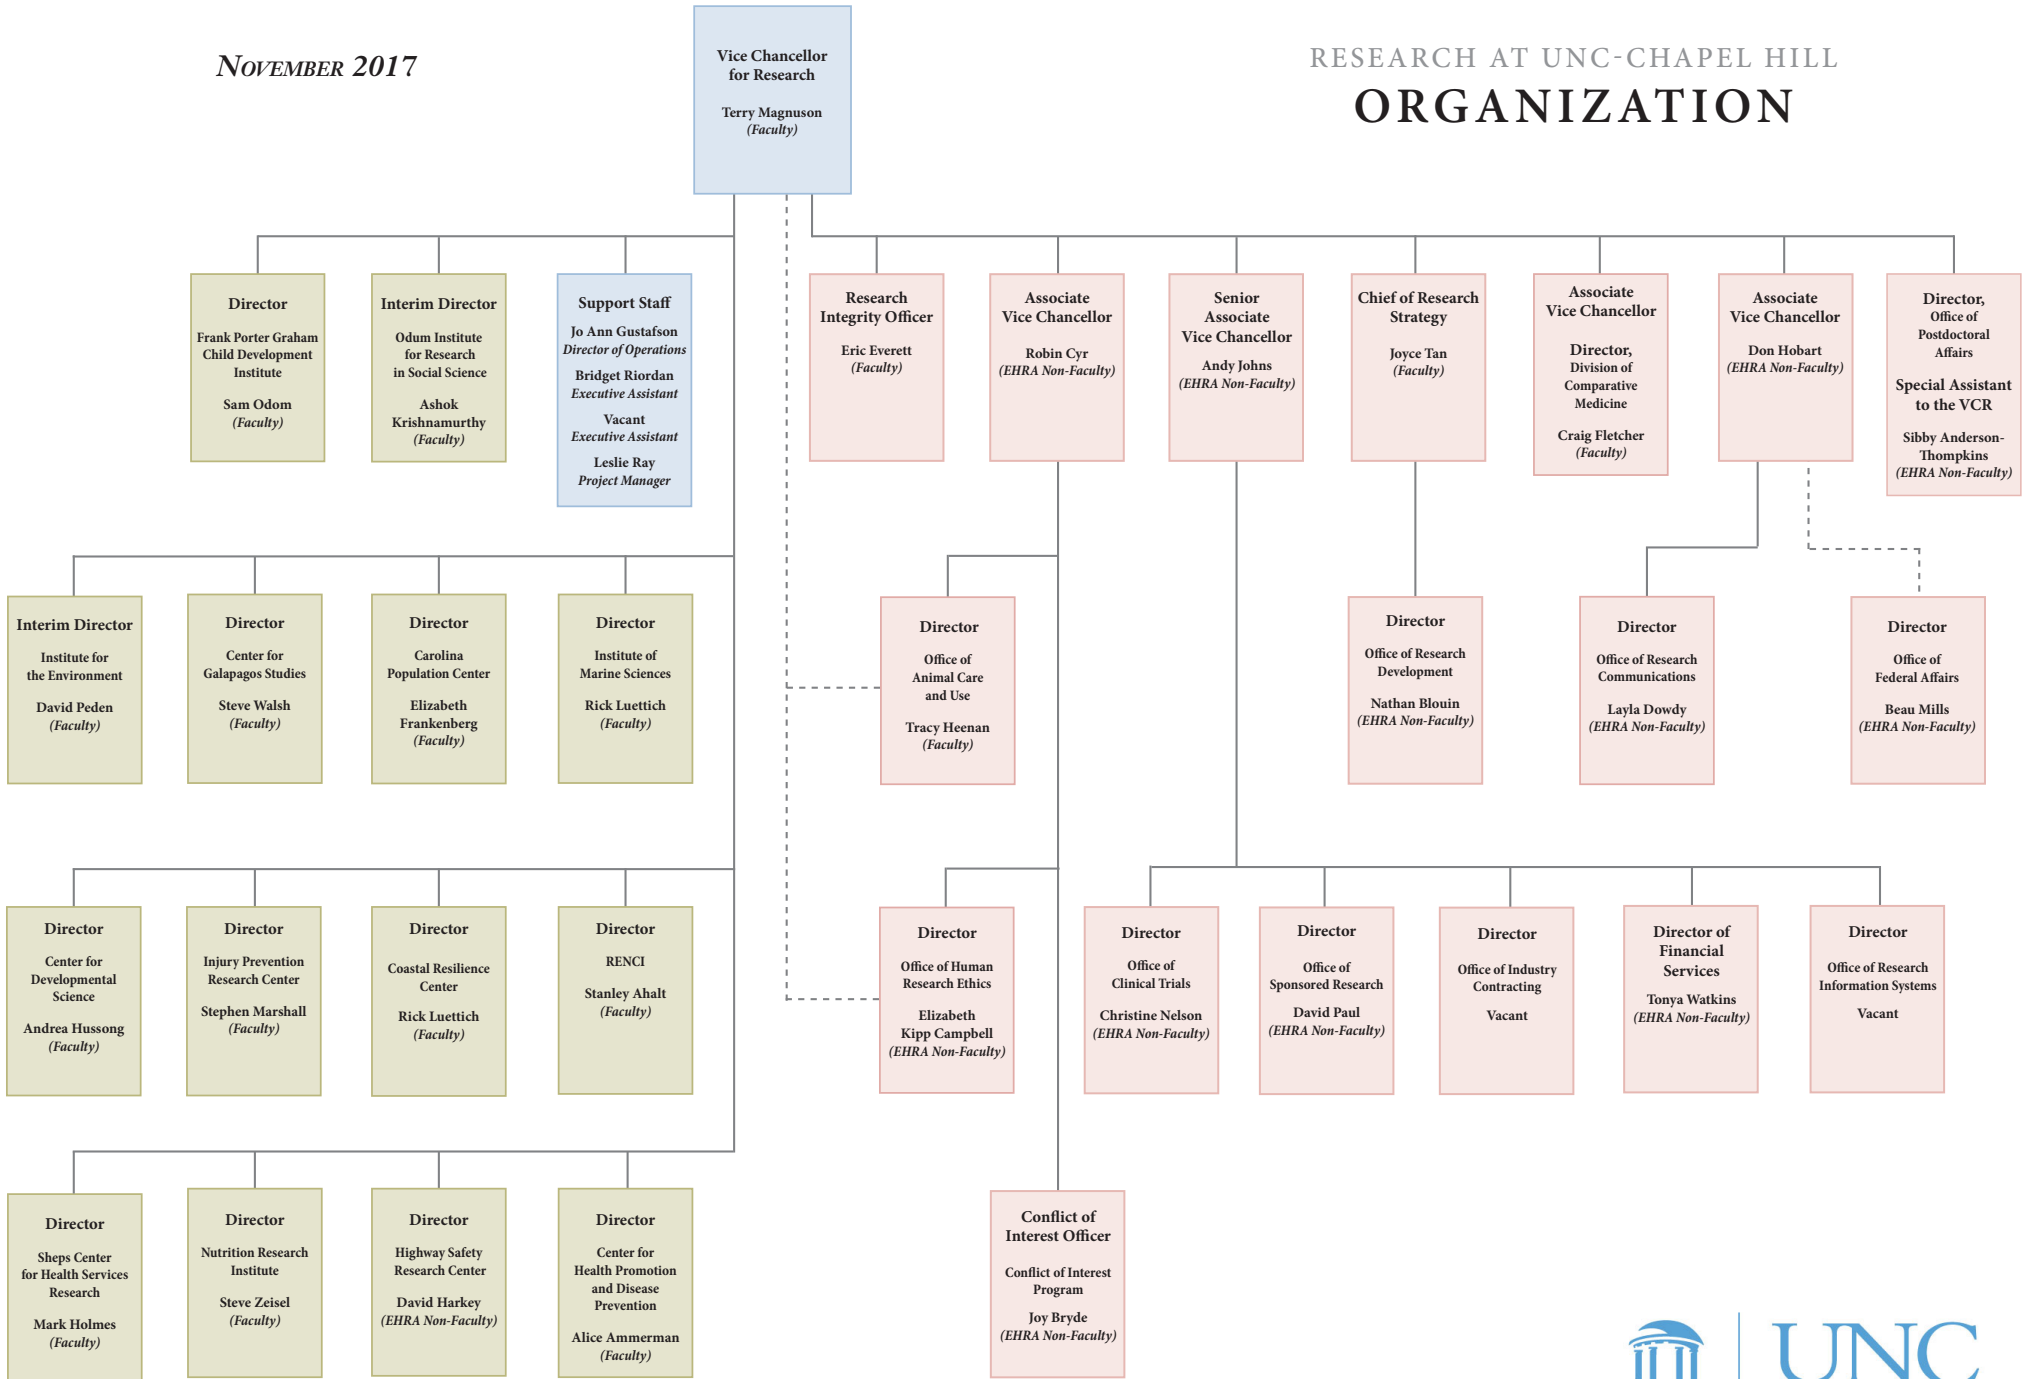 NOVEMBER 2017
RESEARCH AT UNC-CHAPEL HILL
ORGANIZATION
Vice Chancellor
for Research
Terry Magnuson
(Faculty)
Director
Frank Porter Graham
Child Development
Institute
Sam Odom
(Faculty)
Interim Director
Odum Institute
for Research
in Social Science
Ashok
Krishnamurthy
(Faculty)
Support Staff
Jo Ann Gustafson
Director of Operations
Bridget Riordan
Executive Assistant
Vacant
Executive Assistant
Leslie Ray
Project Manager
Research
Integrity Officer
Eric Everett
(Faculty)
Associate
Vice Chancellor
Robin Cyr
(EHRA Non-Faculty)
Senior
Associate
Vice Chancellor
Andy Johns
(EHRA Non-Faculty)
Chief of Research
Strategy
Joyce Tan
(Faculty)
Associate
Vice Chancellor
Director,
Division of
Comparative
Medicine
Craig Fletcher
(Faculty)
Associate
Vice Chancellor
Don Hobart
(EHRA Non-Faculty)
Director,
Office of
Postdoctoral
Affairs
Special Assistant
to the VCR
Sibby Anderson-
Thompkins
(EHRA Non-Faculty)
Interim Director
Institute for
the Environment
David Peden
(Faculty)
Director
Center for
Galapagos Studies
Steve Walsh
(Faculty)
Director
Carolina
Population Center
Elizabeth
Frankenberg
(Faculty)
Director
Institute of
Marine Sciences
Rick Luettich
(Faculty)
Director
Office of
Animal Care
and Use
Tracy Heenan
(Faculty)
Director
Office of Research
Development
Nathan Blouin
(EHRA Non-Faculty)
Director
Office of Research
Communications
Layla Dowdy
(EHRA Non-Faculty)
Director
Office of
Federal Affairs
Beau Mills
(EHRA Non-Faculty)
Director
Center for
Developmental
Science
Andrea Hussong
(Faculty)
Director
Injury Prevention
Research Center
Stephen Marshall
(Faculty)
Director
Coastal Resilience
Center
Rick Luettich
(Faculty)
Director
RENCI
Stanley Ahalt
(Faculty)
Director
Office of Human
Research Ethics
Elizabeth
Kipp Campbell
(EHRA Non-Faculty)
Director
Office of
Clinical Trials
Christine Nelson
(EHRA Non-Faculty)
Director
Office of
Sponsored Research
David Paul
(EHRA Non-Faculty)
Director
Office of Industry
Contracting
Vacant
Director of
Financial
Services
Tonya Watkins
(EHRA Non-Faculty)
Director
Office of Research
Information Systems
Vacant
Director
Sheps Center
for Health Services
Research
Mark Holmes
(Faculty)
Director
Nutrition Research
Institute
Steve Zeisel
(Faculty)
Director
Highway Safety
Research Center
David Harkey
(EHRA Non-Faculty)
Director
Center for
Health Promotion
and Disease
Prevention
Alice Ammerman
(Faculty)
Conflict of
Interest Officer
Conflict of Interest
Program
Joy Bryde
(EHRA Non-Faculty)
UNC